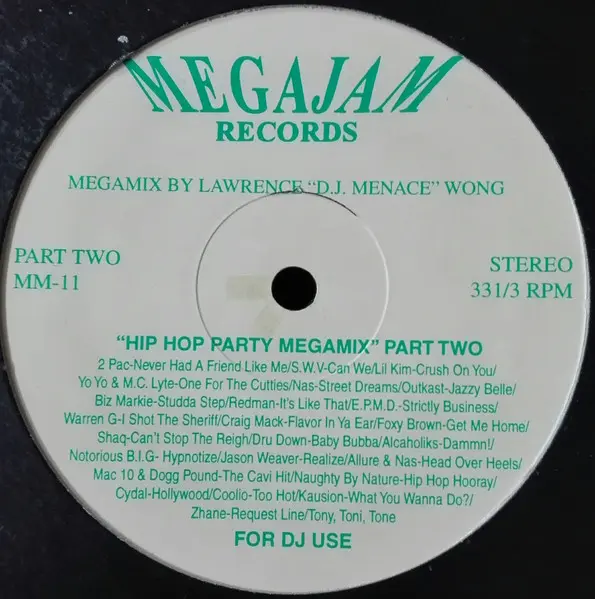 MEGAJAM
RECORDS
MEGAMIX BY LAWRENCE "D.J. MENACE" WONG
PART TWO
MM-11
STEREO
331/3 RPM
"HIP HOP PARTY MEGAMIX" PART TWO
2 Pac-Never Had A Friend Like Me/S.W.V-Can We/Lil Kim-Crush On You/
Yo Yo & M.C. Lyte-One For The Cutties/Nas-Street Dreams/Outkast-Jazzy Belle/
Biz Markie-Studda Step/Redman-It's Like That/E.P.M.D.-Strictly Business/
Warren G-I Shot The Sheriff/Craig Mack-Flavor In Ya Ear/Foxy Brown-Get Me Home/
Shaq-Can't Stop The Reigh/Dru Down-Baby Bubba/Alcaholiks-Dammn!/
Notorious B.I.G- Hypnotize/Jason Weaver-Realize/Allure & Nas-Head Over Heels/
Mac 10 & Dogg Pound-The Cavi Hit/Naughty By Nature-Hip Hop Hooray/
Cydal-Hollywood/Coolio-Too Hot/Kausion-What You Wanna Do?/
Zhane-Request Line/Tony, Toni, Tone
FOR DJ USE